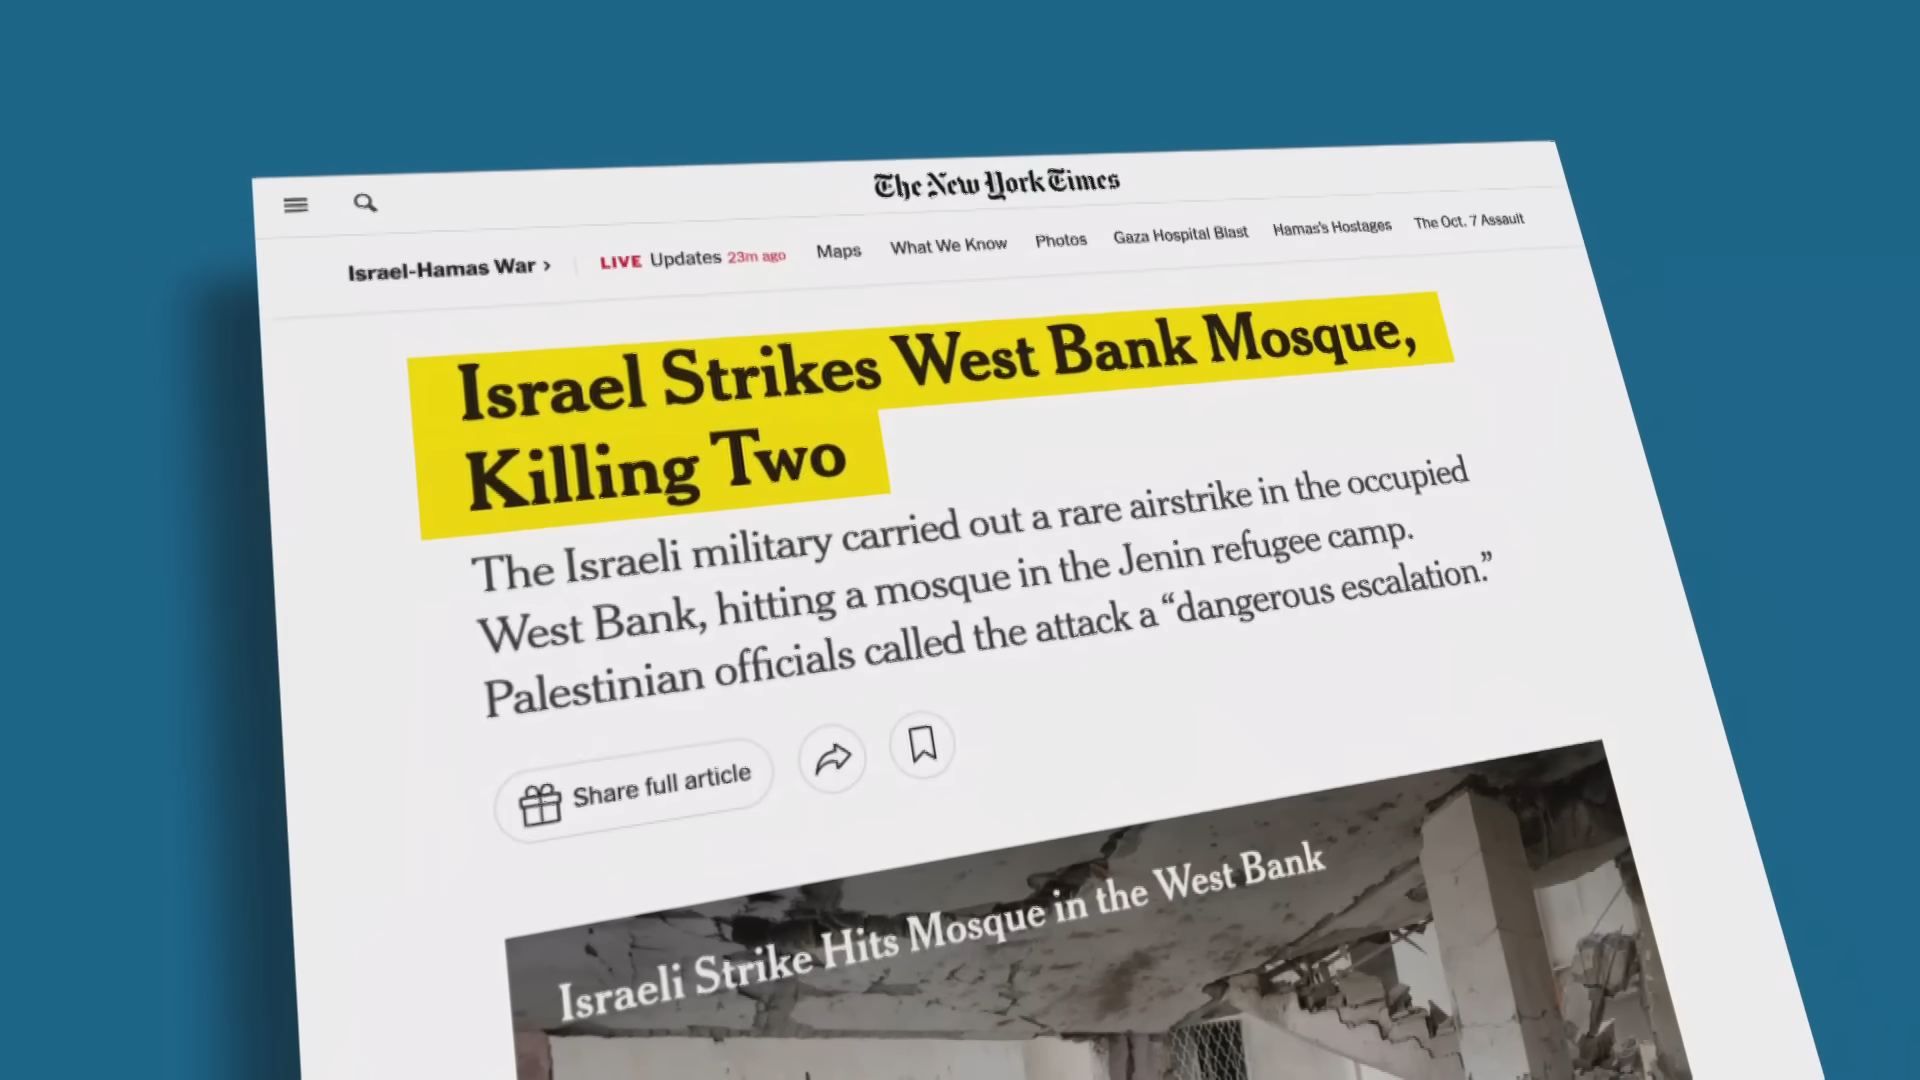 The New York Times
Israel-Hamas War ›
LIVE Updates 23m ago
Maps
What We Know
Photos
Gaza Hospital Blast
Hamas's Hostages
The Oct. 7 Assault
Israel Strikes West Bank Mosque,
Killing Two
The Israeli military carried out a rare airstrike in the occupied
West Bank, hitting a mosque in the Jenin refugee camp.
Palestinian officials called the attack a “dangerous escalation.”
Share full article
Israeli Strike Hits Mosque in the West Bank